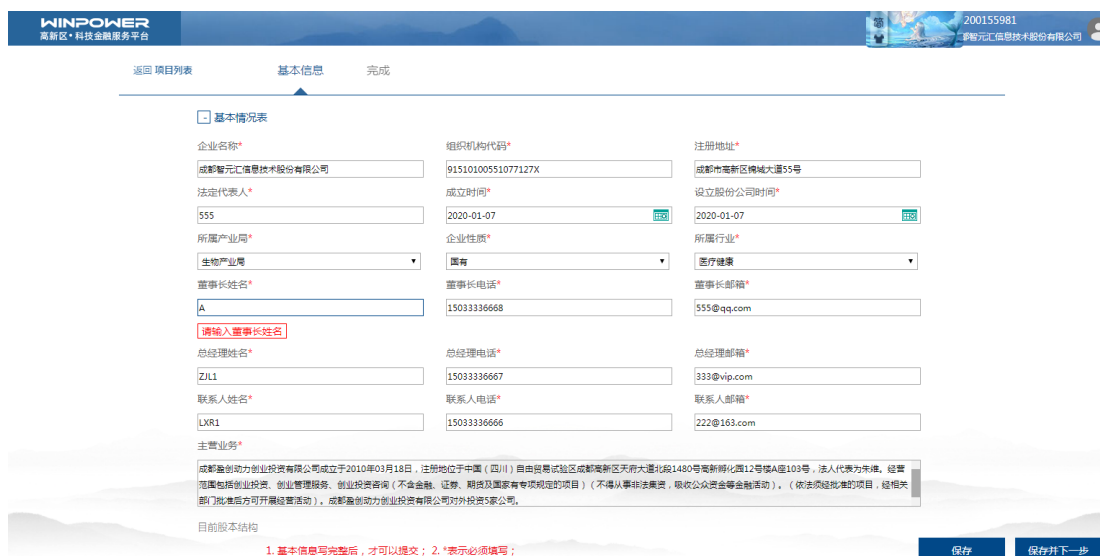 WINPOWER
高新区·科技金融服务平台
简
200155981
都智元汇信息技术股份有限公司
返回 项目列表
基本信息
完成
- 基本情况表
企业名称* 组织机构代码* 注册地址*
成都智元汇信息技术股份有限公司 91510100551077127X 成都市高新区锦城大道55号
法定代表人* 成立时间* 设立股份公司时间*
555 2020-01-07 2020-01-07
所属产业局* 企业性质* 所属行业*
生物产业局 国有 医疗健康
董事长姓名* 董事长电话* 董事长邮箱*
A 15033336668 555@qq.com
请输入董事长姓名
总经理姓名* 总经理电话* 总经理邮箱*
ZJL1 15033336667 333@vip.com
联系人姓名* 联系人电话* 联系人邮箱*
LXR1 15033336666 222@163.com
主营业务*
成都盈创动力创业投资有限公司成立于2010年03月18日，注册地位于中国（四川）自由贸易试验区成都高新区天府大道北段1480号高新孵化园12号楼A座103号，法人代表为朱维。经营
范围包括创业投资、创业管理服务、创业投资咨询（不含金融、证券、期货及国家有专项规定的项目）（不得从事非法集资，吸收公众资金等金融活动）。（依法须经批准的项目，经相关
部门批准后方可开展经营活动）。成都盈创动力创业投资有限公司对外投资5家公司。
目前股本结构
1. 基本信息写完整后，才可以提交； 2. *表示必须填写；
保存
保存并下一步